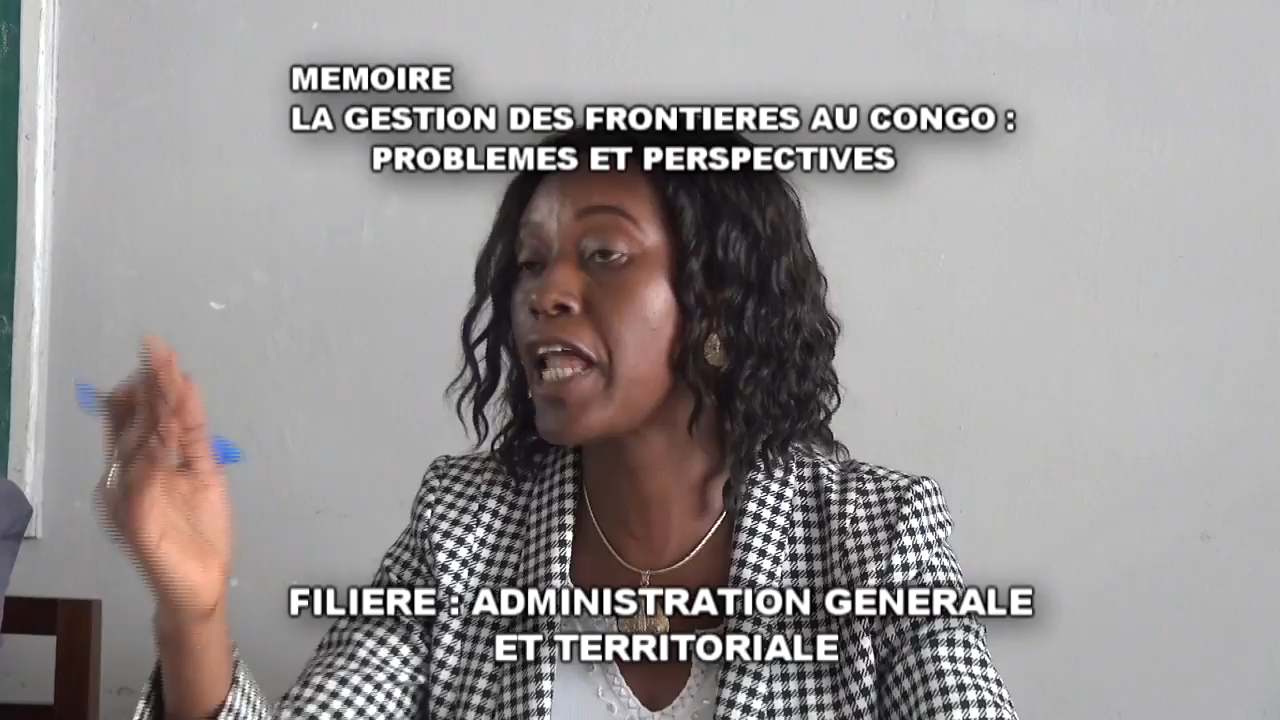 MEMOIRE
LA GESTION DES FRONTIERES AU CONGO :
PROBLEMES ET PERSPECTIVES
FILIERE : ADMINISTRATION GENERALE
ET TERRITORIALE